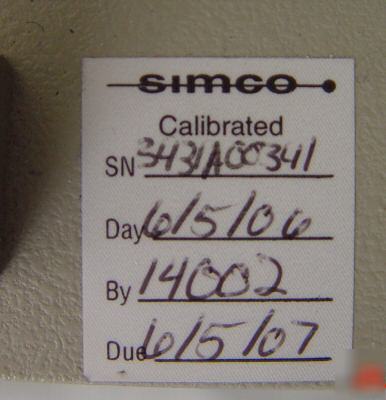 SIMCO
Calibrated
SN 3431A00341
Day 6/5/06
By 14002
Due 6/5/07